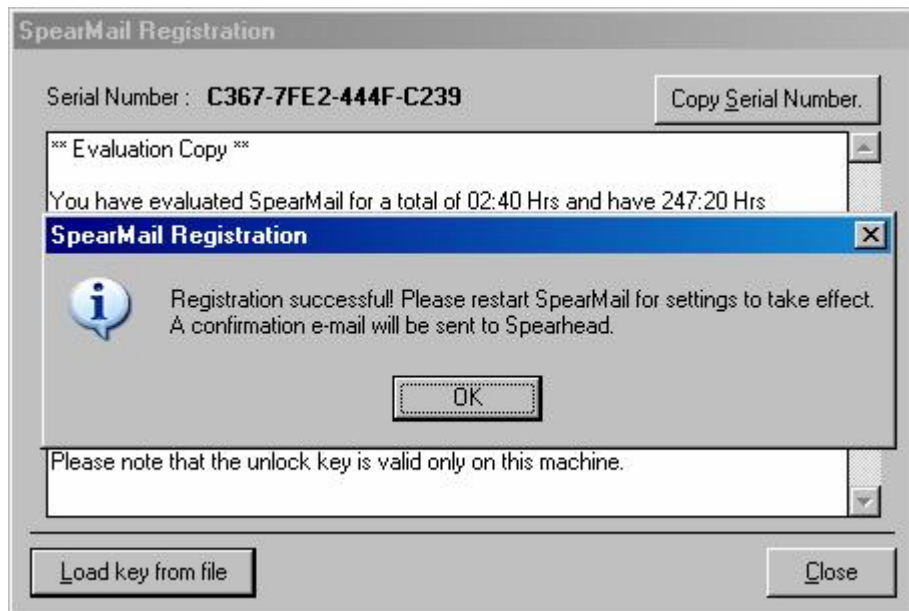 SpearMail Registration
Serial Number : C367-7FE2-444F-C239
Copy Serial Number.
** Evaluation Copy **
You have evaluated SpearMail for a total of 02:40 Hrs and have 247:20 Hrs
SpearMail Registration
Registration successful! Please restart SpearMail for settings to take effect.
A confirmation e-mail will be sent to Spearhead.
OK
Please note that the unlock key is valid only on this machine.
Load key from file
Close